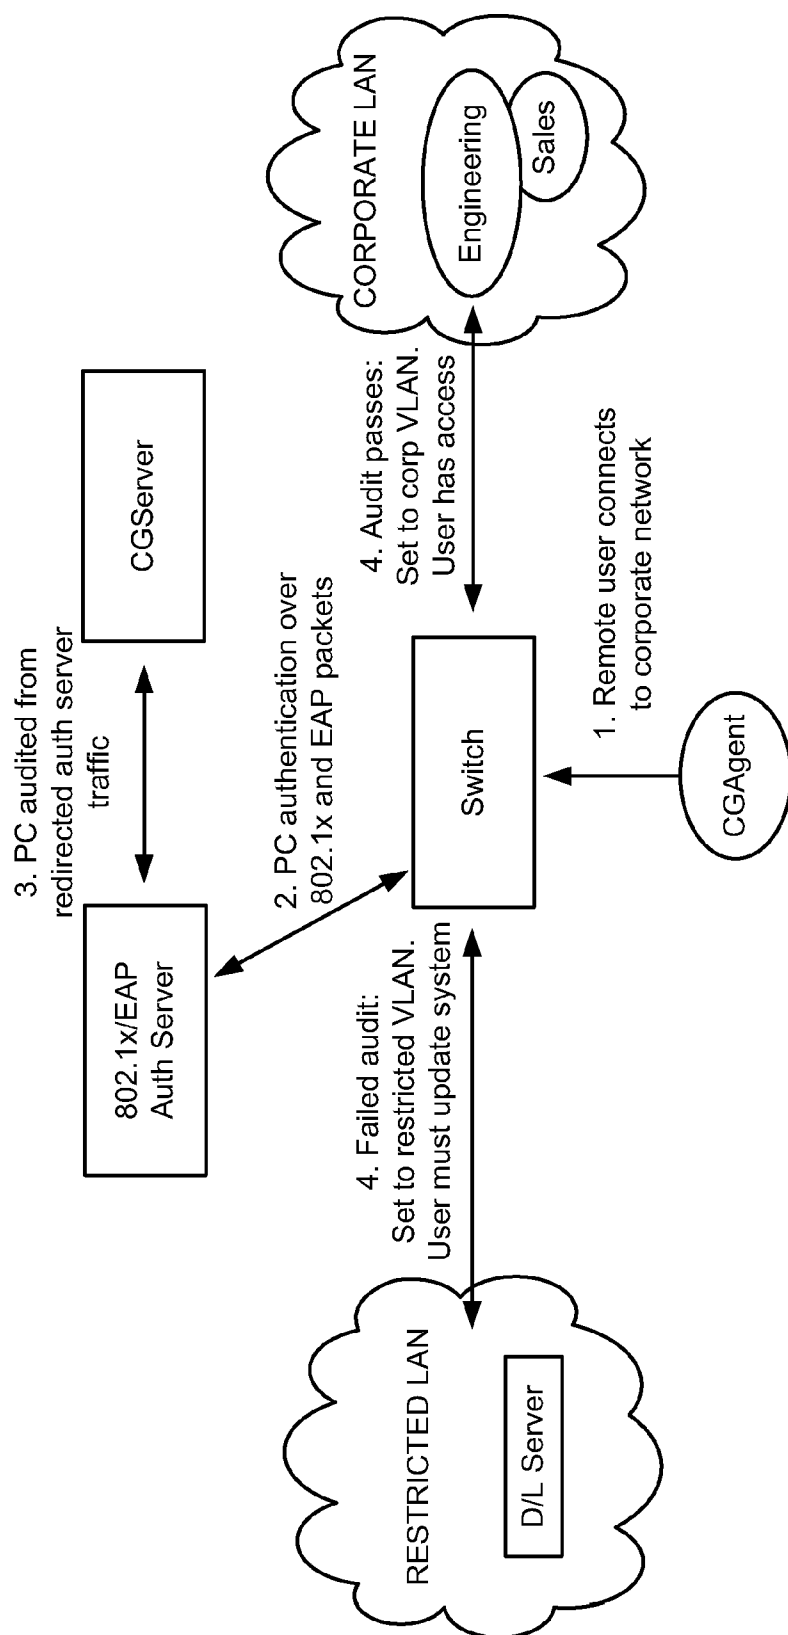 3. PC audited from
redirected auth server
traffic
802.1x/EAP
Auth Server
CGServer
2. PC authentication over
802.1x and EAP packets
4. Failed audit:
Set to restricted VLAN.
User must update system
Switch
4. Audit passes:
Set to corp VLAN.
User has access
RESTRICTED LAN
D/L Server
CORPORATE LAN
Engineering
Sales
1. Remote user connects
to corporate network
CGAgent